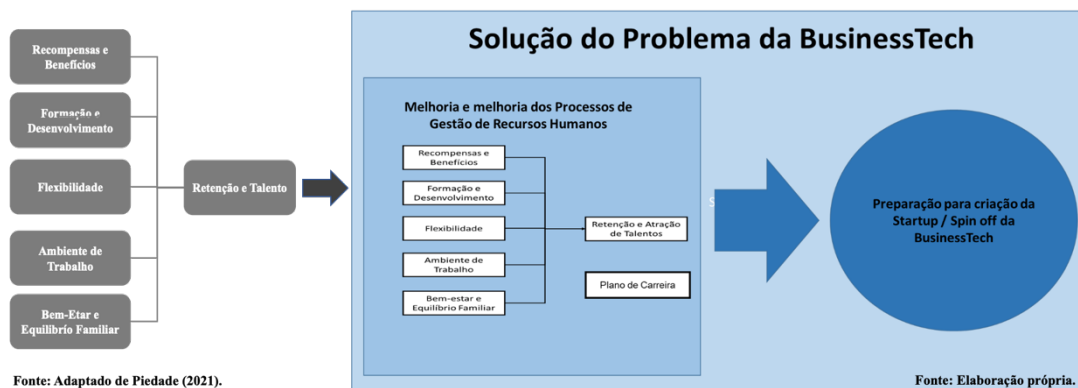 Recompensas e
Benefícios
Formação e
Desenvolvimento
Flexibilidade
Ambiente de
Trabalho
Bem-Etar e
Equilibrío Familiar
Retenção e Talento
Fonte: Adaptado de Piedade (2021).
Solução do Problema da BusinessTech
Melhoria e melhoria dos Processos de
Gestão de Recursos Humanos
Recompensas e
Benefícios
Formação e
Desenvolvimento
Flexibilidade
Ambiente de
Trabalho
Bem-estar e
Equilíbrio Familiar
Retenção e Atração
de Talentos
Plano de Carreira
Preparação para criação da
Startup / Spin off da
BusinessTech
Fonte: Elaboração própria.